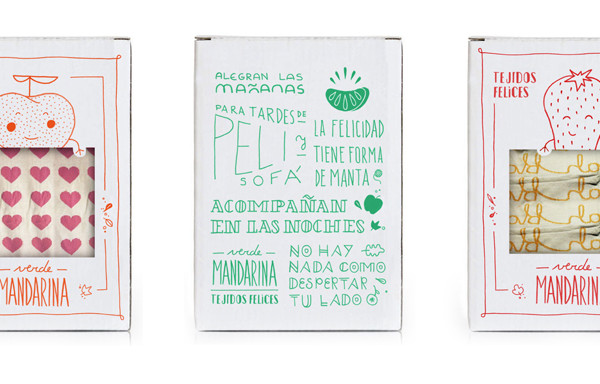 verde
MANDARINA
ALEGRAN LAS
MAÑANAS
PARA TARDES DE
PELI Y
SOFÁ
LA FELICIDAD
TIENE FORMA
DE MANTA
ACOMPAÑAN
EN LAS NOCHES
verde
MANDARINA
TEJIDOS FELICES
NO HAY
NADA COMO
DESPERTAR
TU LADO
TEJIDOS
FELICES
verde
MANDARIN